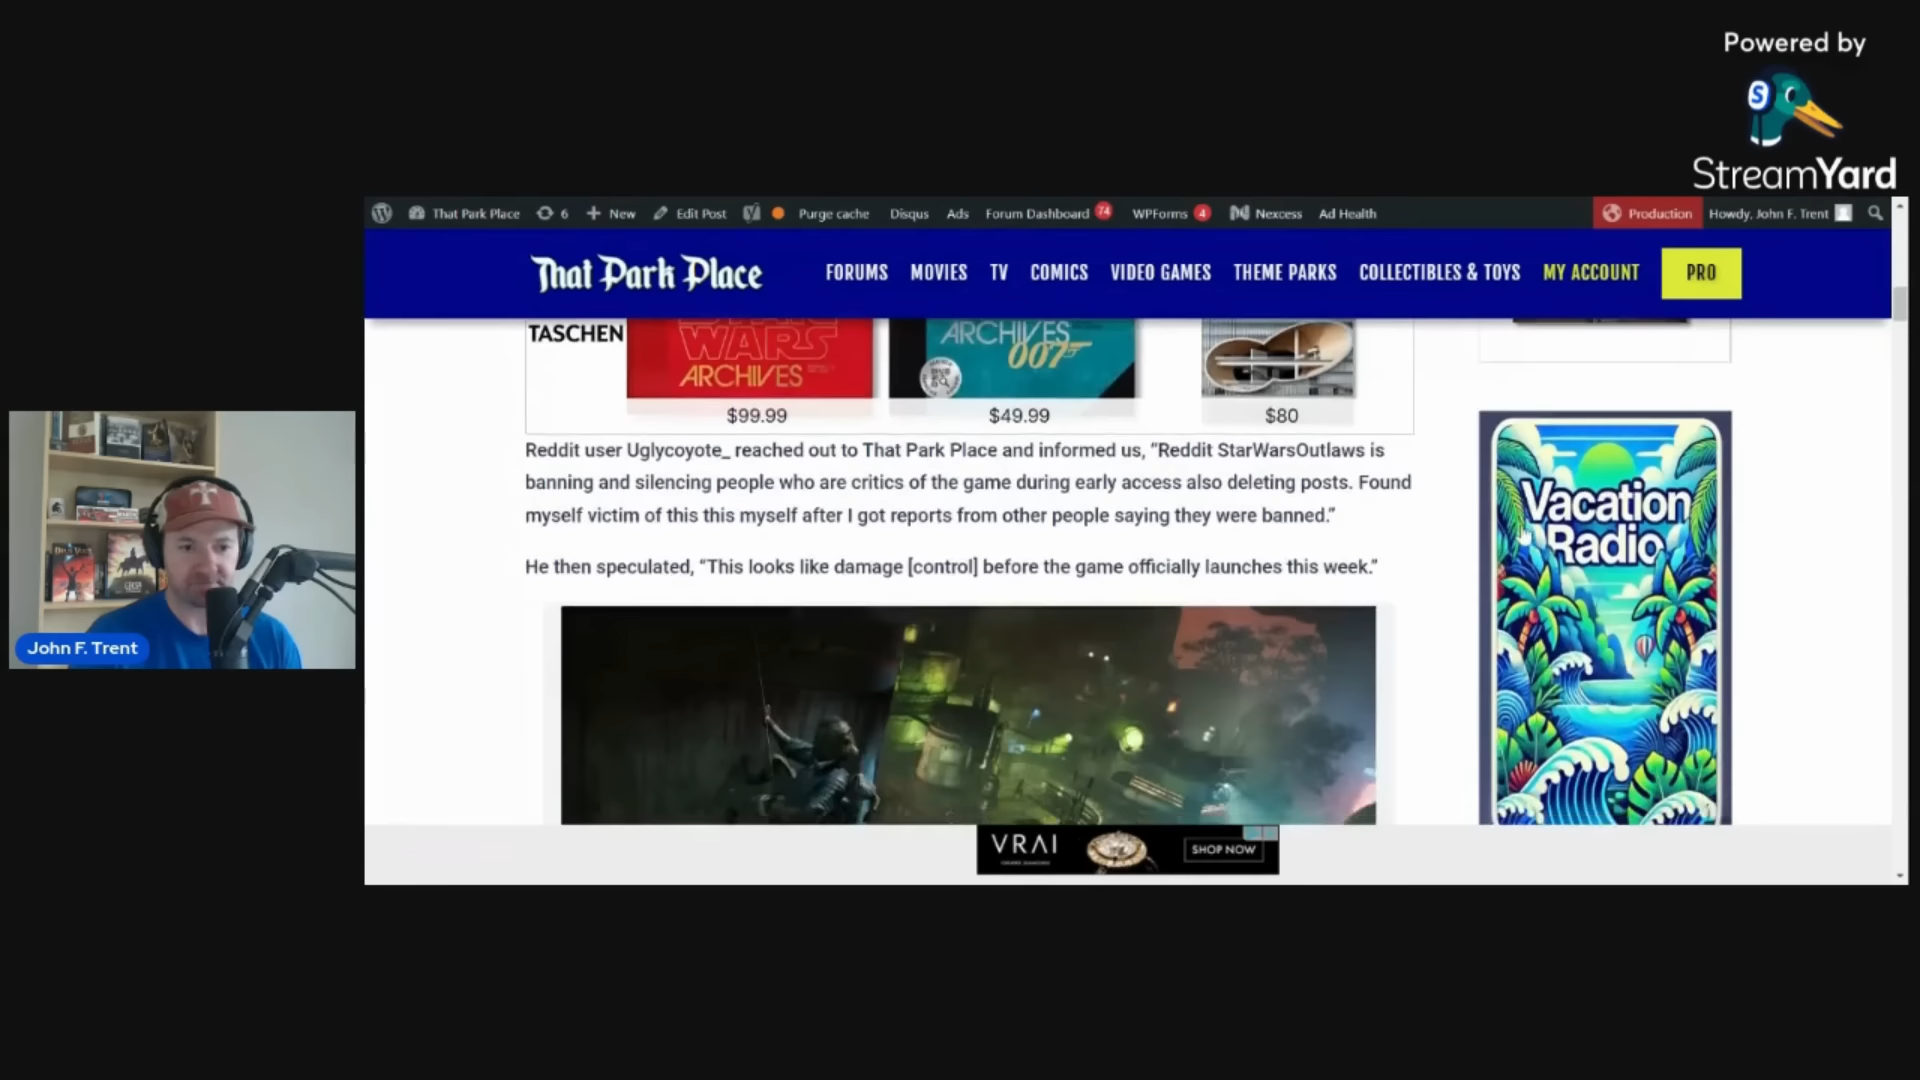 Powered by
StreamYard
That Park Place 6 New Edit Post Purge cache Disqus Ads Forum Dashboard 74 WPForms 4 Nexcess Ad Health Production Howdy, John F. Trent
That Park Place FORUMS MOVIES TV COMICS VIDEO GAMES THEME PARKS COLLECTIBLES & TOYS MY ACCOUNT PRO
TASCHEN
WARS
ARCHIVES
ARCHIVES
007
$99.99 $49.99 $80
Reddit user Uglycoyote_ reached out to That Park Place and informed us, “Reddit StarWarsOutlaws is
banning and silencing people who are critics of the game during early access also deleting posts. Found
myself victim of this this myself after I got reports from other people saying they were banned.”
He then speculated, “This looks like damage [control] before the game officially launches this week.”
Vacation
Radio
John F. Trent
VRAI
SHOP NOW